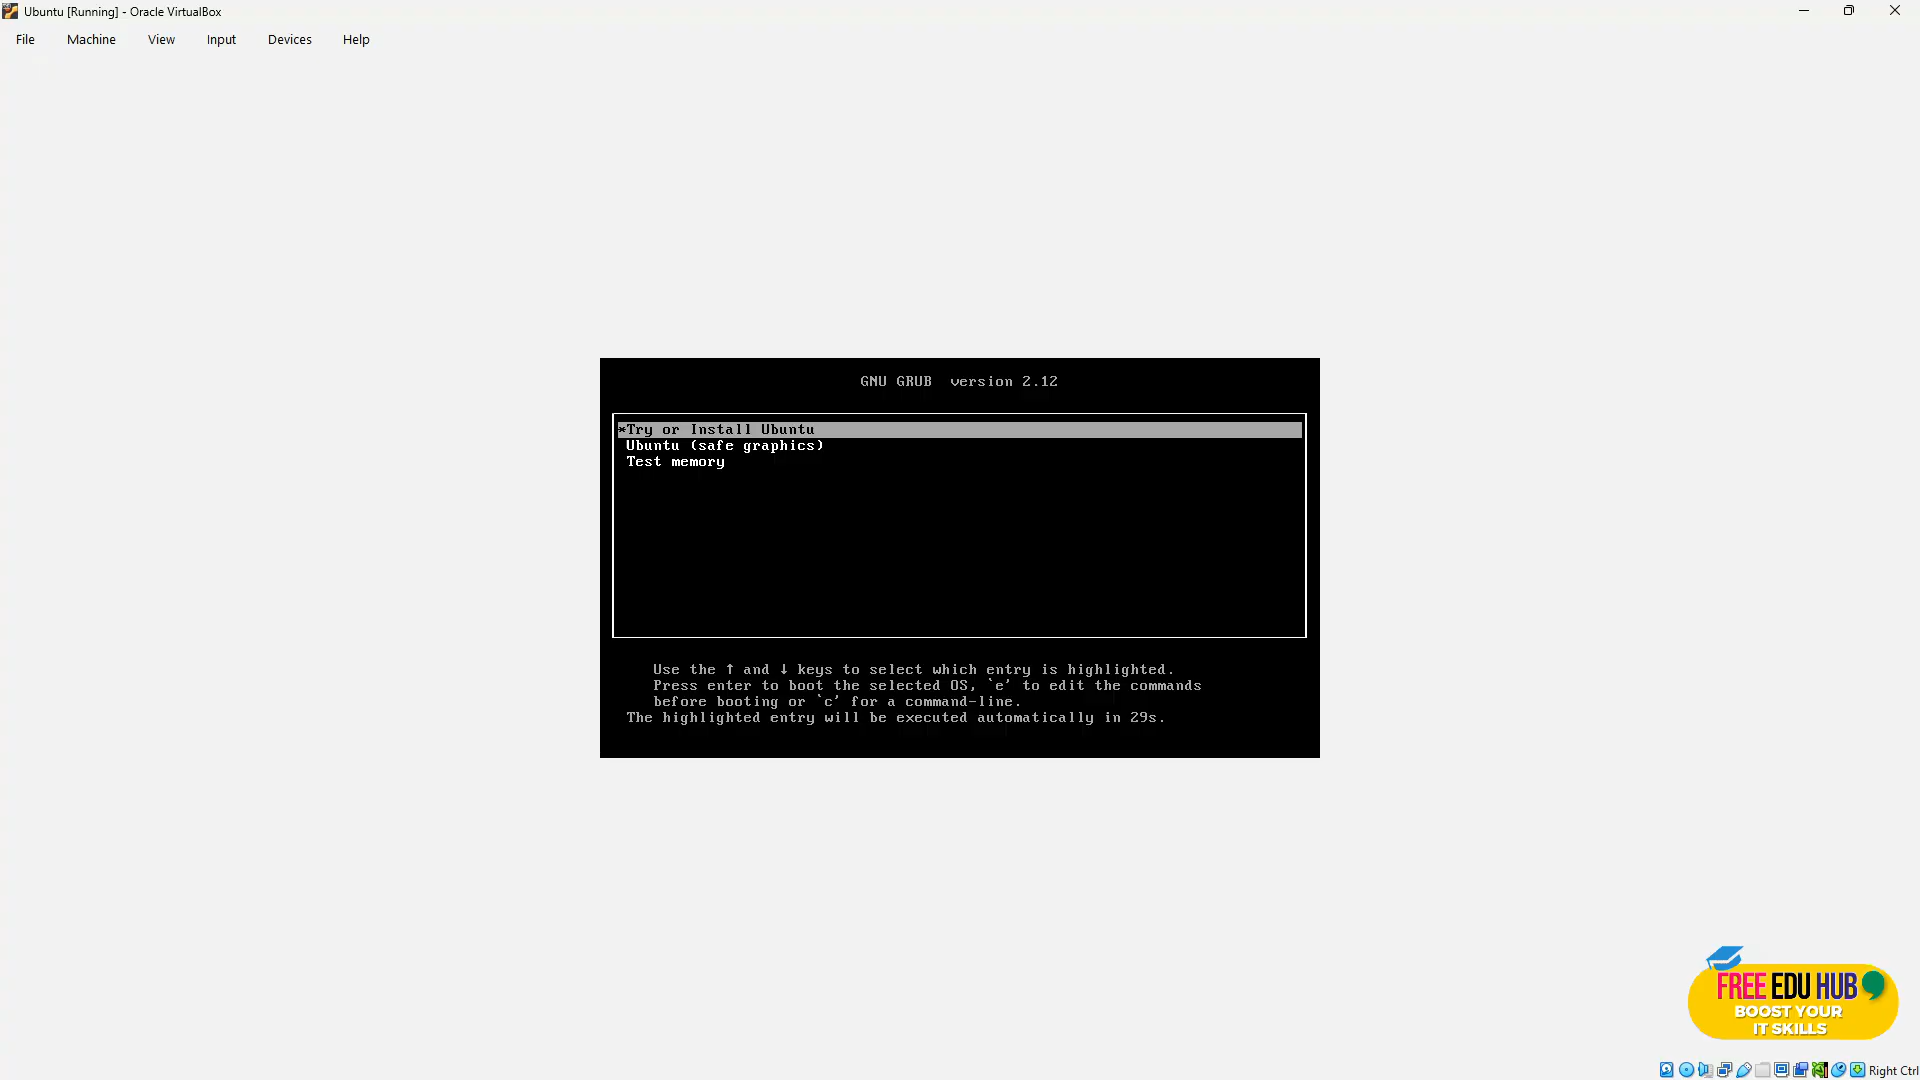 Ubuntu [Running] - Oracle VirtualBox
File Machine View Input Devices Help
GNU GRUB version 2.12
*Try or Install Ubuntu
Ubuntu (safe graphics)
Test memory
Use the ↑ and ↓ keys to select which entry is highlighted.
Press enter to boot the selected OS, `e' to edit the commands
before booting or `c' for a command-line.
The highlighted entry will be executed automatically in 29s.
FREE EDU HUB
BOOST YOUR
IT SKILLS
Right Ctrl